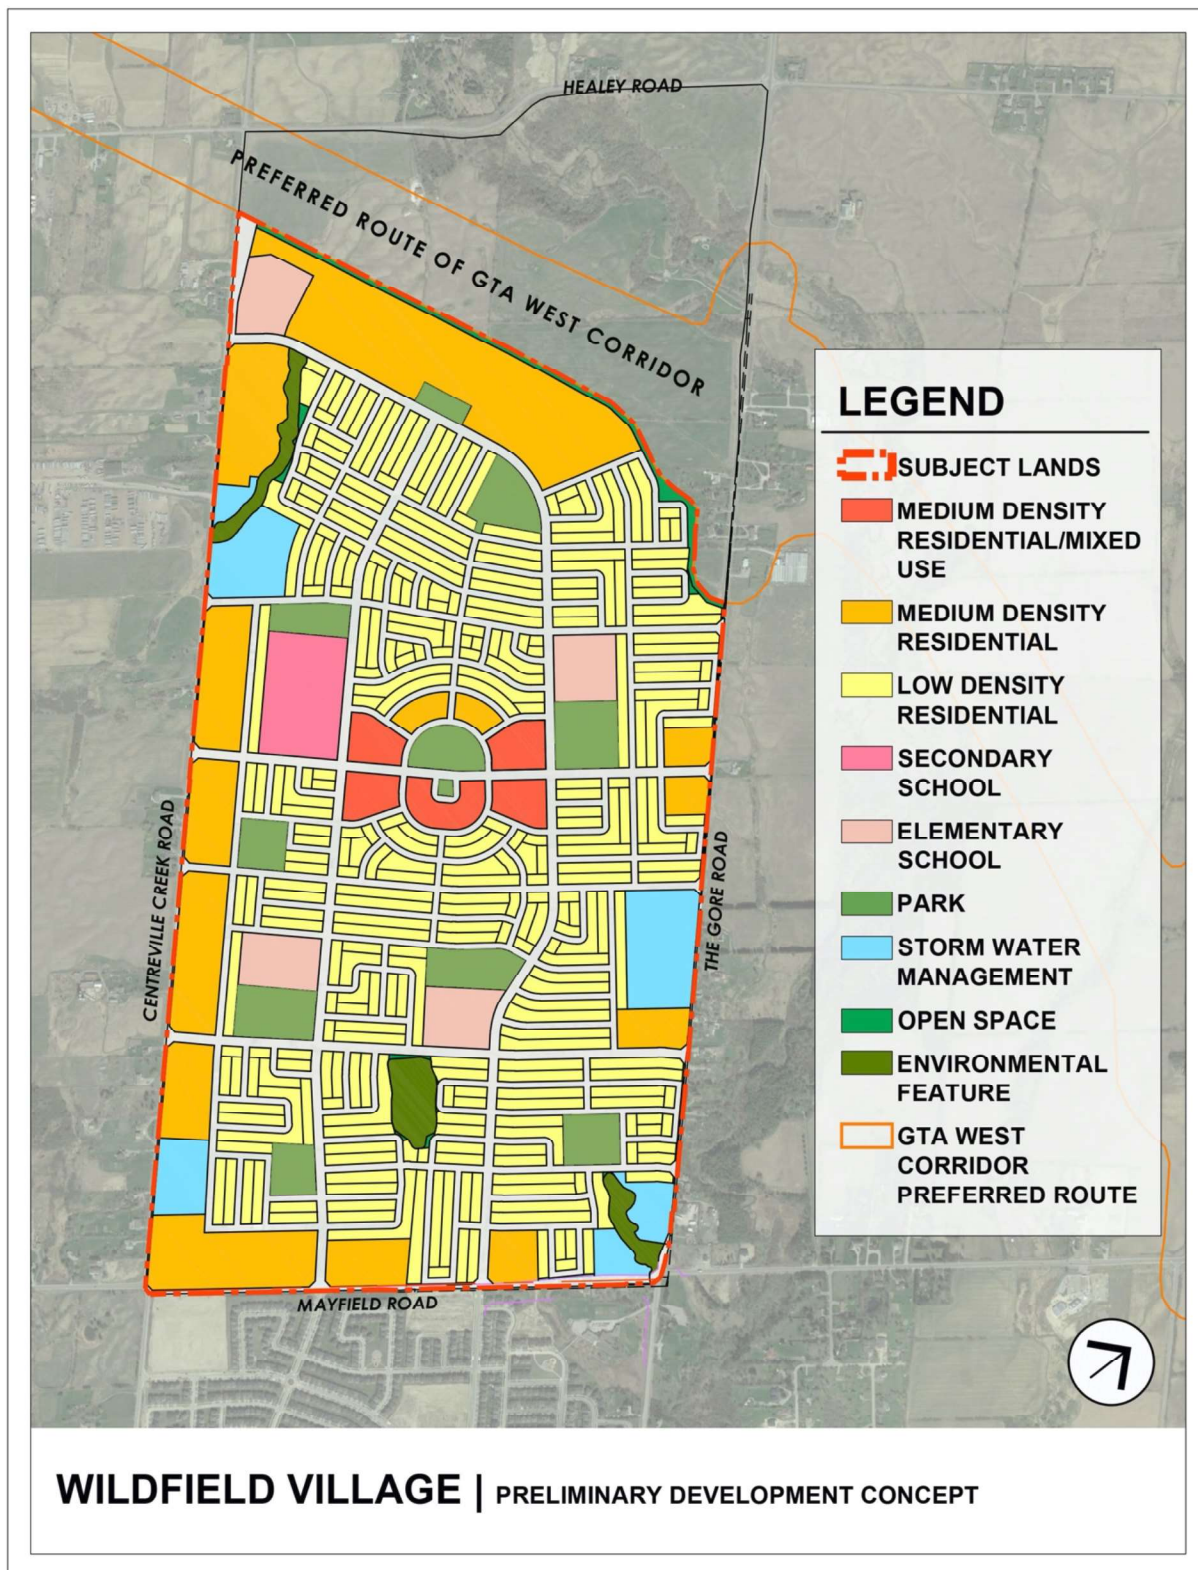 HEALEY ROAD
PREFERRED ROUTE OF GTA WEST CORRIDOR
LEGEND
SUBJECT LANDS
MEDIUM DENSITY
RESIDENTIAL/MIXED
USE
MEDIUM DENSITY
RESIDENTIAL
LOW DENSITY
RESIDENTIAL
SECONDARY
SCHOOL
ELEMENTARY
SCHOOL
PARK
STORM WATER
MANAGEMENT
OPEN SPACE
ENVIRONMENTAL
FEATURE
GTA WEST
CORRIDOR
PREFERRED ROUTE
CENTREVILLE CREEK ROAD
THE GORE ROAD
MAYFIELD ROAD
WILDFIELD VILLAGE | PRELIMINARY DEVELOPMENT CONCEPT